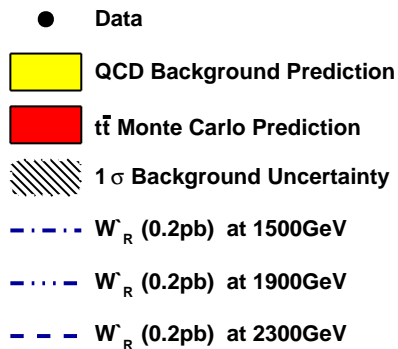 Data
QCD Background Prediction
tt̄ Monte Carlo Prediction
1 σ Background Uncertainty
W`R (0.2pb) at 1500GeV
W`R (0.2pb) at 1900GeV
W`R (0.2pb) at 2300GeV